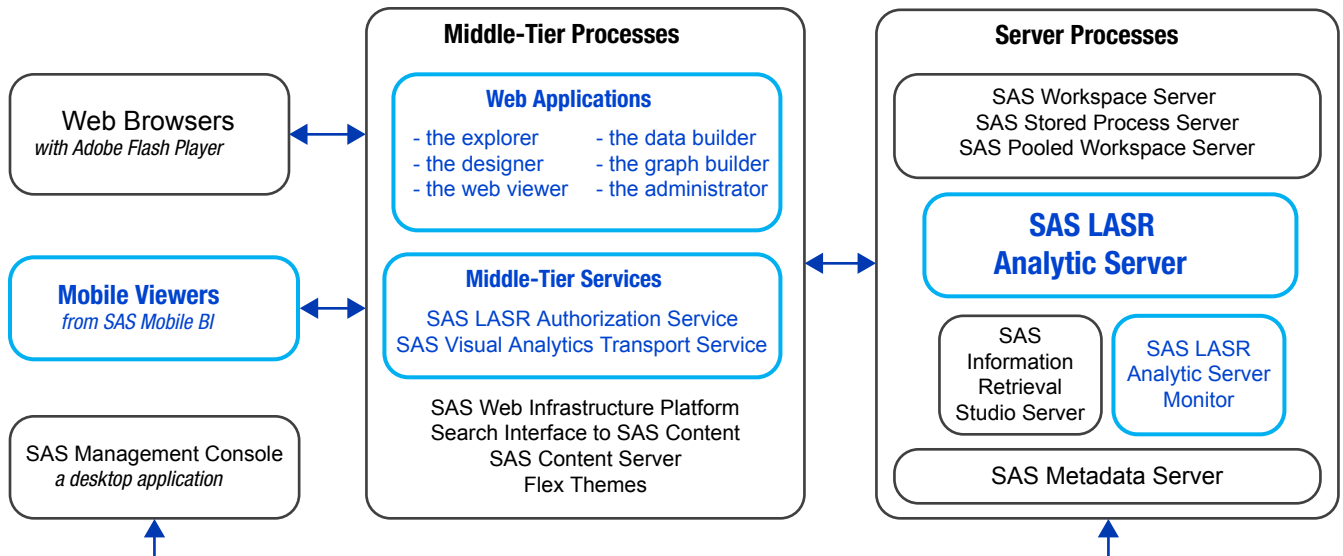 Web Browsers
with Adobe Flash Player
Mobile Viewers
from SAS Mobile BI
SAS Management Console
a desktop application
Middle-Tier Processes
Web Applications
- the explorer
- the designer
- the web viewer
- the data builder
- the graph builder
- the administrator
Middle-Tier Services
SAS LASR Authorization Service
SAS Visual Analytics Transport Service
SAS Web Infrastructure Platform
Search Interface to SAS Content
SAS Content Server
Flex Themes
Server Processes
SAS Workspace Server
SAS Stored Process Server
SAS Pooled Workspace Server
SAS LASR
Analytic Server
SAS
Information
Retrieval
Studio Server
SAS LASR
Analytic Server
Monitor
SAS Metadata Server